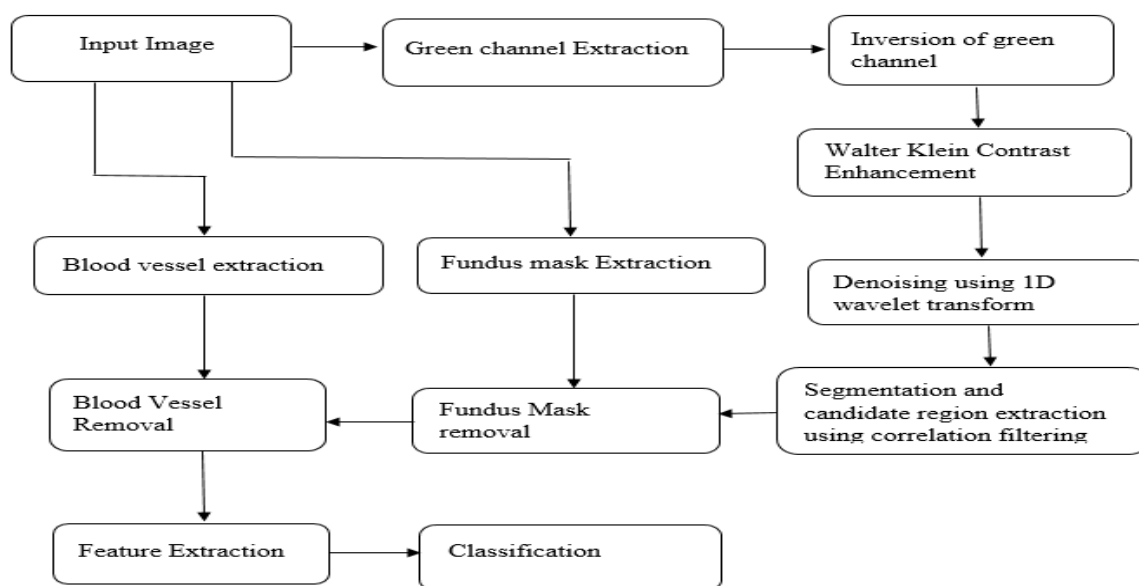 Input Image
Green channel Extraction
Inversion of green
channel
Walter Klein Contrast
Enhancement
Blood vessel extraction
Fundus mask Extraction
Denoising using 1D
wavelet transform
Blood Vessel
Removal
Fundus Mask
removal
Segmentation and
candidate region extraction
using correlation filtering
Feature Extraction
Classification